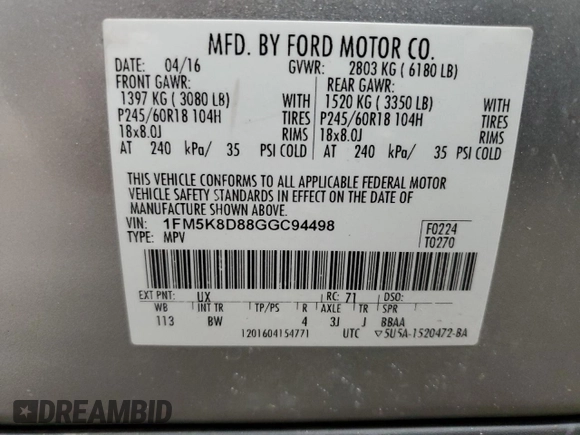 MFD. BY FORD MOTOR CO.
DATE: 04/16 GVWR: 2803 KG ( 6180 LB)
FRONT GAWR: REAR GAWR:
1397 KG ( 3080 LB) WITH 1520 KG ( 3350 LB) WITH
P245/60R18 104H TIRES P245/60R18 104H TIRES
18x8.0J RIMS 18x8.0J RIMS
AT 240 kPa/ 35 PSI COLD AT 240 kPa/ 35 PSI COLD
THIS VEHICLE CONFORMS TO ALL APPLICABLE FEDERAL MOTOR
VEHICLE SAFETY STANDARDS IN EFFECT ON THE DATE OF
MANUFACTURE SHOWN ABOVE.
VIN: 1FM5K8D88GGC94498 F0224
TYPE: MPV T0270
EXT PNT: UX RC: 71 DSO:
WB INT TR TP/PS R AXLE TR SPR
113 BW 4 3J J BBAA
1201604154771 UTC ▽5U5A-1520472-BA
DREAMBID